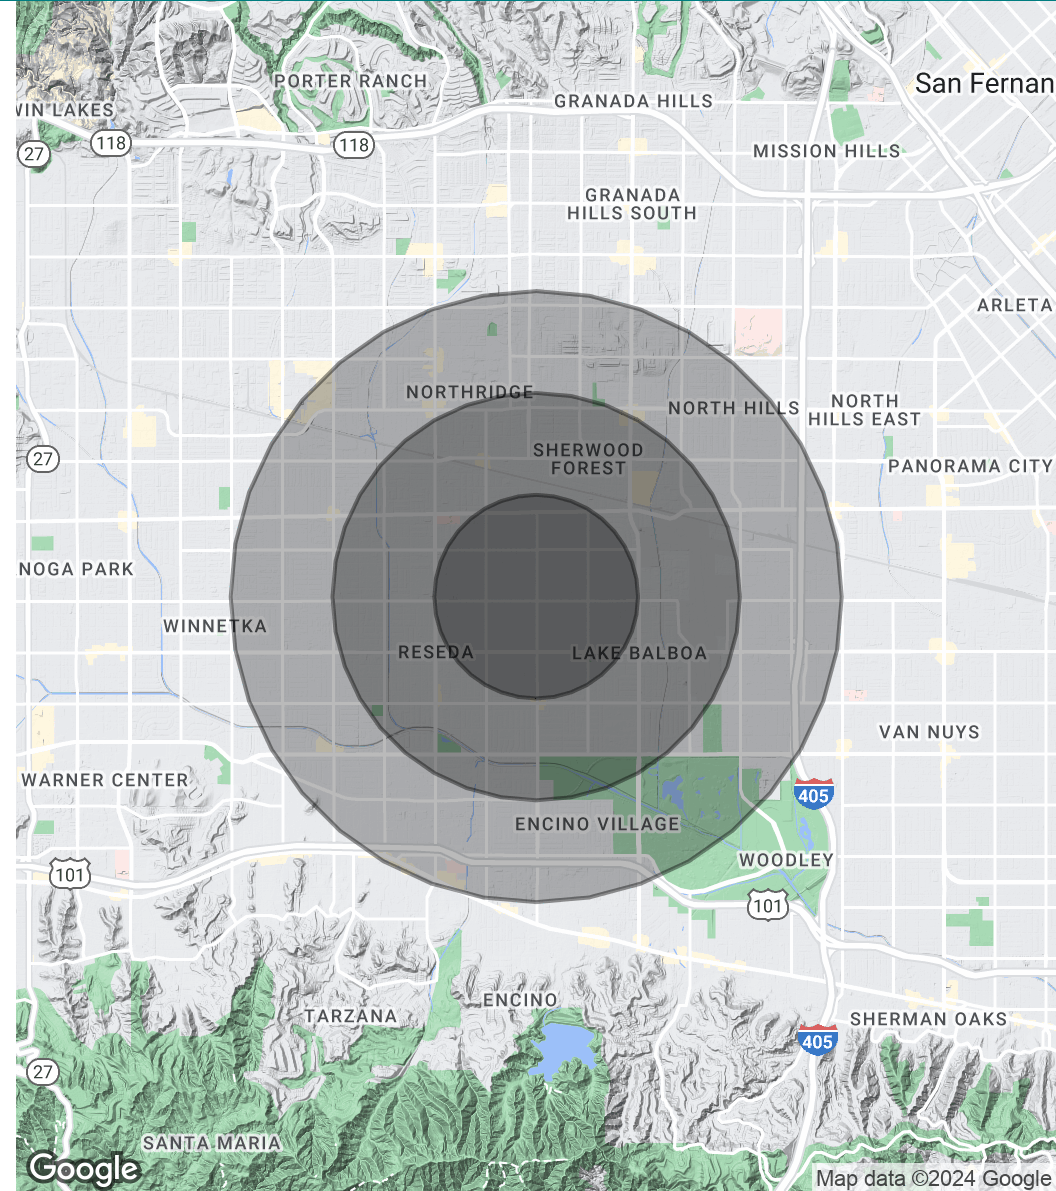 PORTER RANCH
San Fernan
GRANADA HILLS
WIN LAKES
118
118
27
MISSION HILLS
GRANADA
HILLS SOUTH
ARLETA
NORTHRIDGE
NORTH HILLS
NORTH
HILLS EAST
SHERWOOD
FOREST
27
PANORAMA CITY
NOGA PARK
WINNETKA
RESEDA
LAKE BALBOA
VAN NUYS
WARNER CENTER
405
ENCINO VILLAGE
WOODLEY
101
101
ENCINO
TARZANA
SHERMAN OAKS
405
27
SANTA MARIA
Google
Map data ©2024 Google